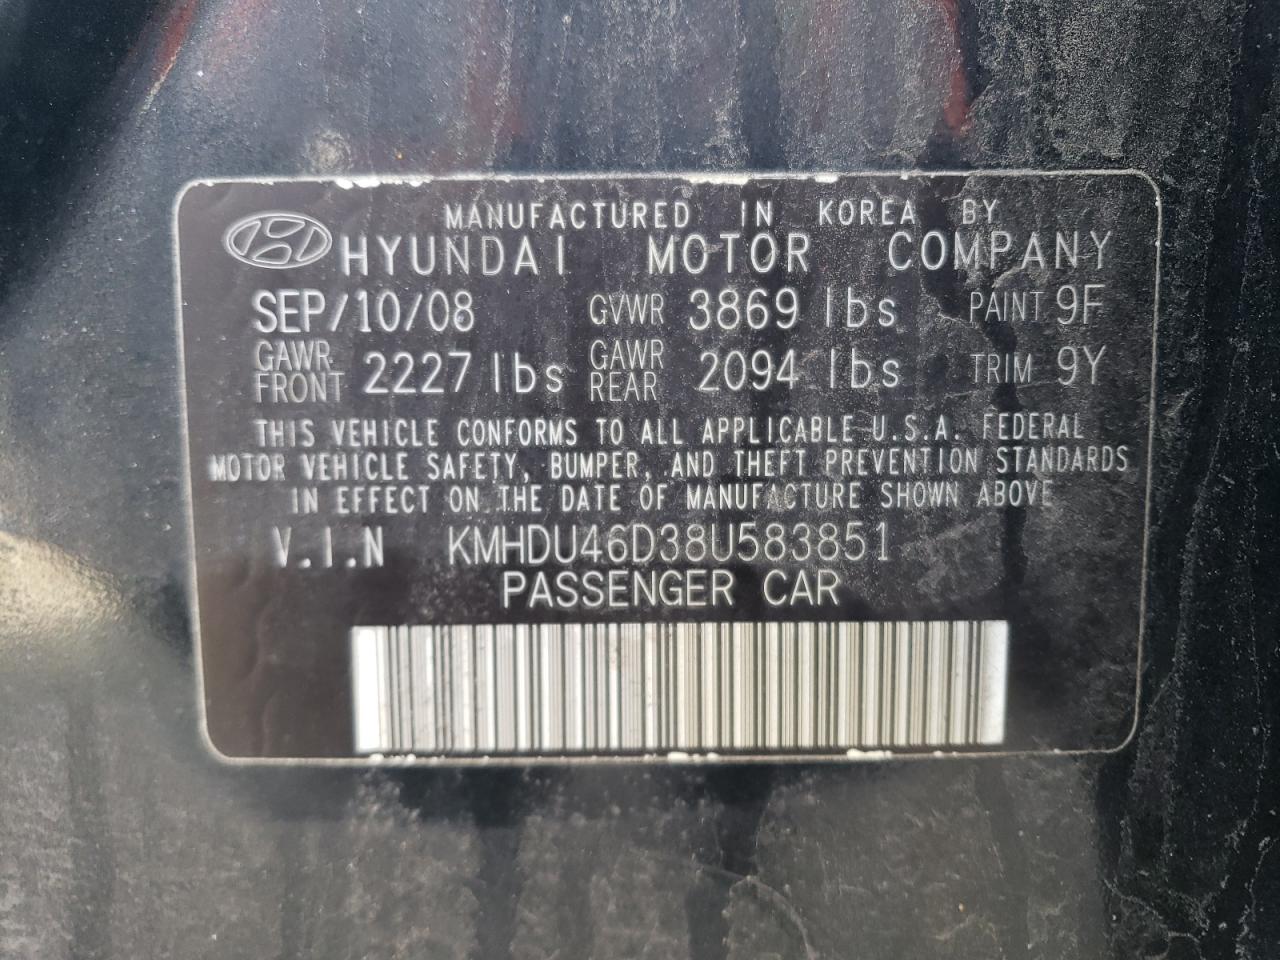 MANUFACTURED IN KOREA BY
HYUNDAI MOTOR COMPANY
SEP/10/08 GVWR 3869 lbs PAINT 9F
GAWR FRONT 2227 lbs GAWR REAR 2094 lbs TRIM 9Y
THIS VEHICLE CONFORMS TO ALL APPLICABLE U.S.A. FEDERAL
MOTOR VEHICLE SAFETY, BUMPER, AND THEFT PREVENTION STANDARDS
IN EFFECT ON THE DATE OF MANUFACTURE SHOWN ABOVE
V.I.N KMHDU46D38U583851
PASSENGER CAR